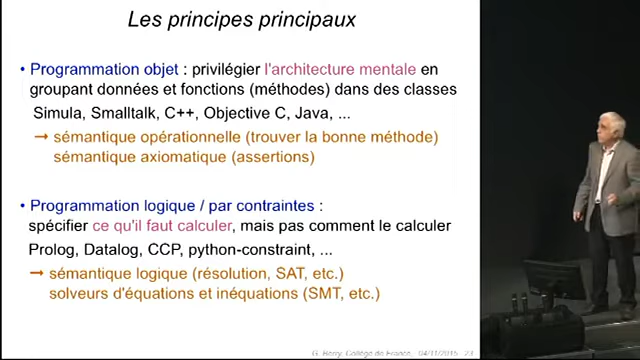 Les principes principaux
• Programmation objet : privilégier l'architecture mentale en
groupant données et fonctions (méthodes) dans des classes
Simula, Smalltalk, C++, Objective C, Java, ...
→ sémantique opérationnelle (trouver la bonne méthode)
sémantique axiomatique (assertions)
• Programmation logique / par contraintes :
spécifier ce qu'il faut calculer, mais pas comment le calculer
Prolog, Datalog, CCP, python-constraint, ...
→ sémantique logique (résolution, SAT, etc.)
solveurs d'équations et inéquations (SMT, etc.)
G. Berry, Collège de France, 04/11/2015 23